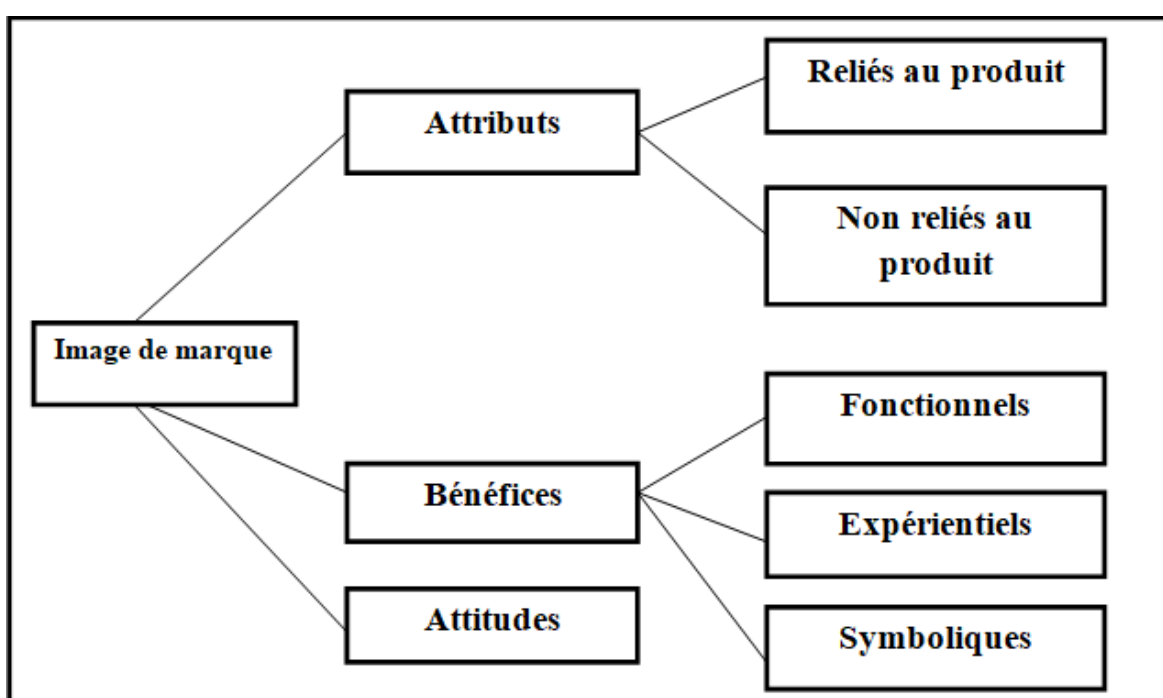 Reliés au produit
Attributs
Non reliés au
produit
Image de marque
Fonctionnels
Bénéfices
Expérientiels
Attitudes
Symboliques